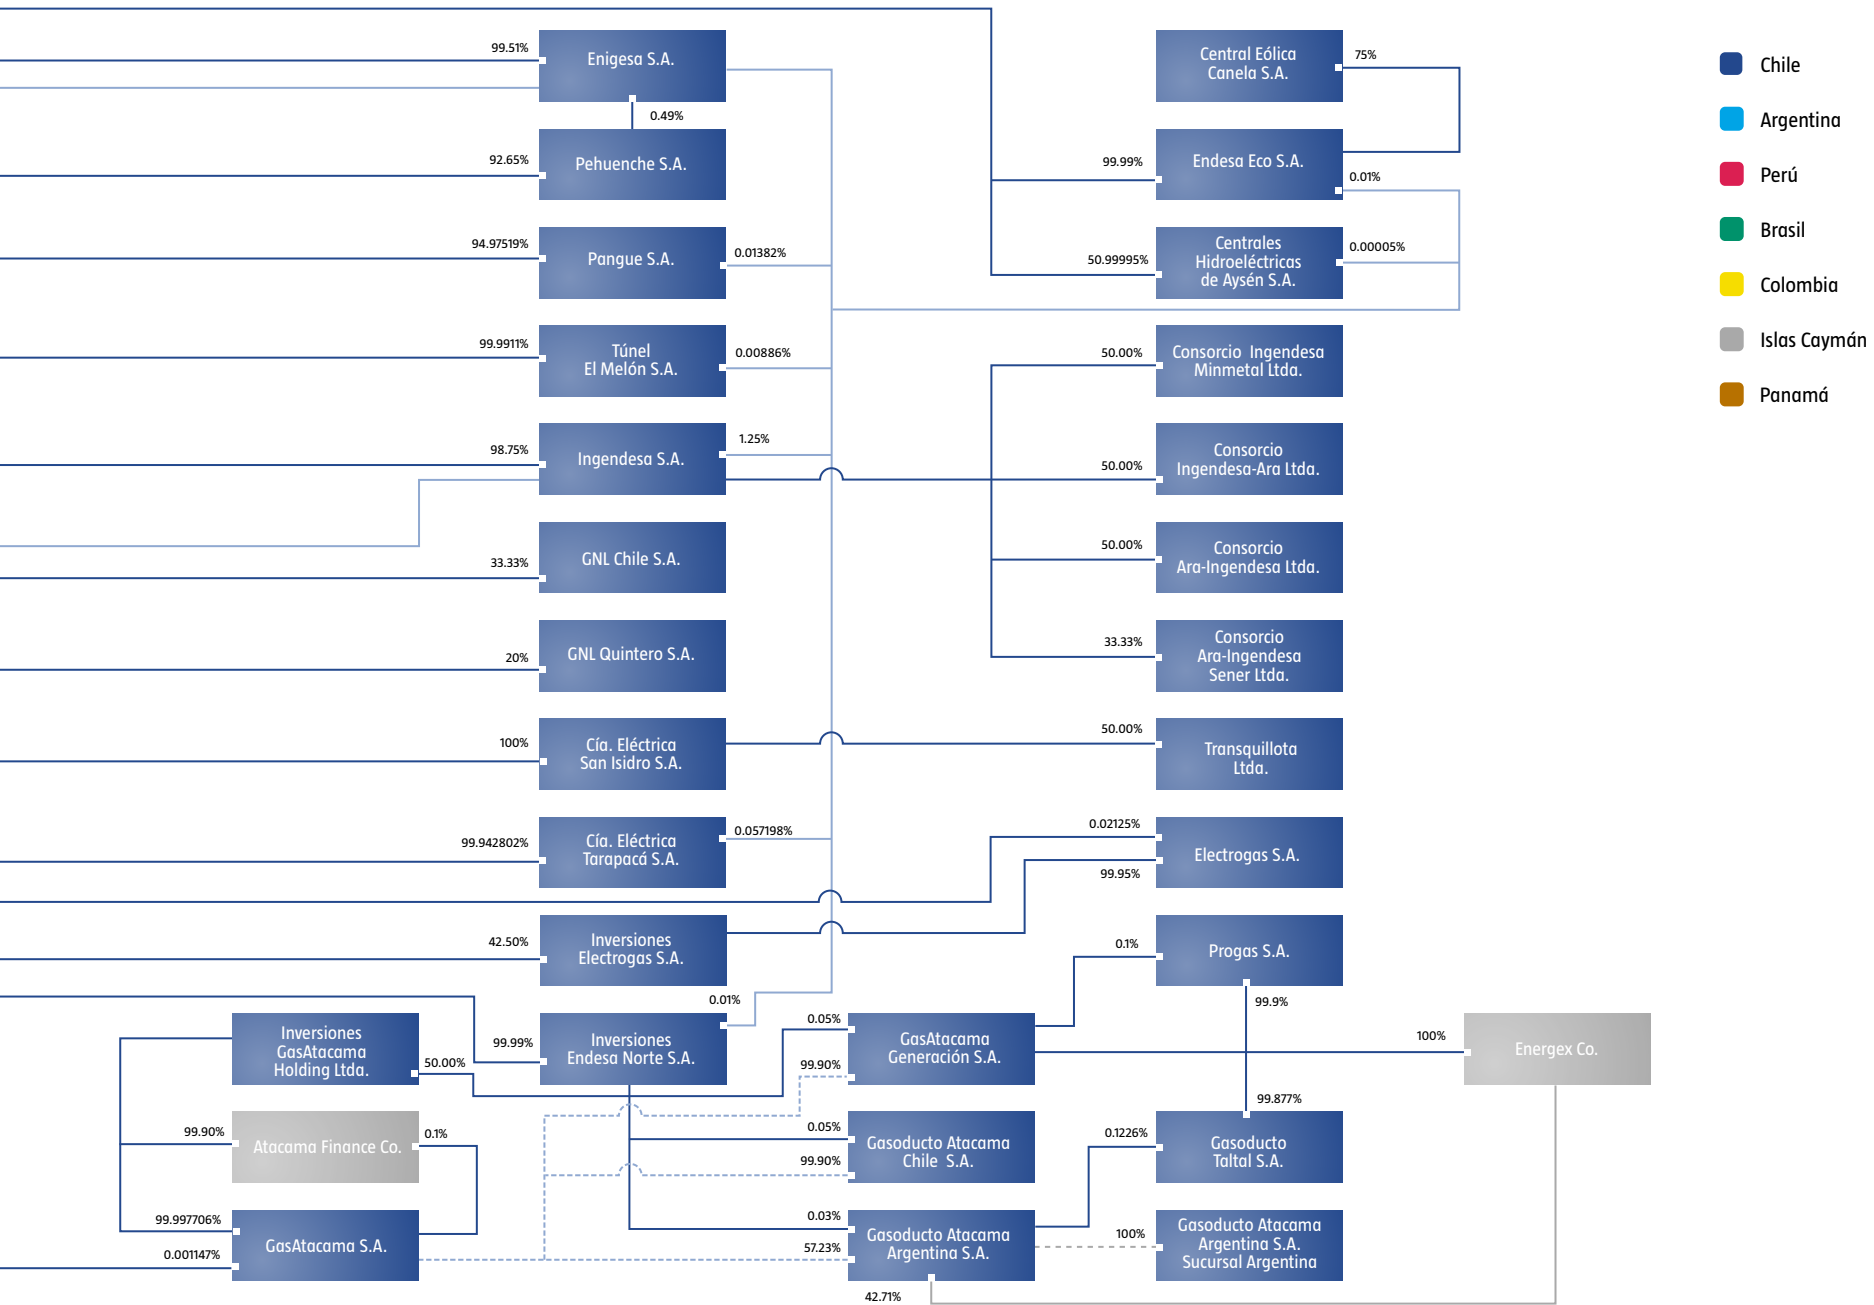 99.51%
Enigesa S.A.
0.49%
92.65%
Pehuenche S.A.
94.97519%
Pangue S.A.
0.01382%
99.9911%
Túnel
El Melón S.A.
0.00886%
98.75%
Ingendesa S.A.
1.25%
33.33%
GNL Chile S.A.
20%
GNL Quintero S.A.
100%
Cía. Eléctrica
San Isidro S.A.
99.942802%
Cía. Eléctrica
Tarapacá S.A.
0.057198%
42.50%
Inversiones
Electrogas S.A.
0.01%
99.99%
Inversiones
Endesa Norte S.A.
Inversiones
GasAtacama
Holding Ltda.
50.00%
99.90%
Atacama Finance Co.
0.1%
99.997706%
0.001147%
GasAtacama S.A.
0.05%
99.90%
GasAtacama
Generación S.A.
0.05%
99.90%
Gasoducto Atacama
Chile S.A.
0.03%
57.23%
Gasoducto Atacama
Argentina S.A.
42.71%
Central Eólica
Canela S.A.
75%
99.99%
Endesa Eco S.A.
0.01%
50.99995%
Centrales
Hidroeléctricas
de Aysén S.A.
0.00005%
50.00%
Consorcio Ingendesa
Minmetal Ltda.
50.00%
Consorcio
Ingendesa-Ara Ltda.
50.00%
Consorcio
Ara-Ingendesa Ltda.
33.33%
Consorcio
Ara-Ingendesa
Sener Ltda.
50.00%
Transquillota
Ltda.
0.02125%
99.95%
Electrogas S.A.
0.1%
Progas S.A.
99.9%
100%
Energex Co.
99.877%
0.1226%
Gasoducto
Taltal S.A.
100%
Gasoducto Atacama
Argentina S.A.
Sucursal Argentina
Chile
Argentina
Perú
Brasil
Colombia
Islas Caymán
Panamá